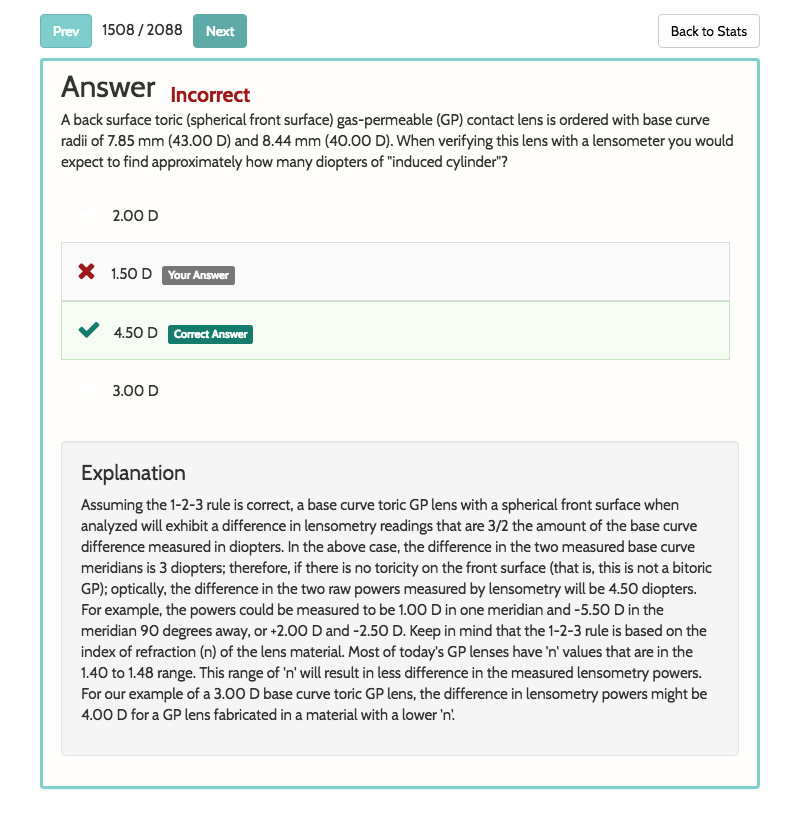 Prev 1508 / 2088 Next Back to Stats
Answer Incorrect
A back surface toric (spherical front surface) gas-permeable (GP) contact lens is ordered with base curve
radii of 7.85 mm (43.00 D) and 8.44 mm (40.00 D). When verifying this lens with a lensometer you would
expect to find approximately how many diopters of "induced cylinder"?
2.00 D
1.50 D Your Answer
4.50 D Correct Answer
3.00 D
Explanation
Assuming the 1-2-3 rule is correct, a base curve toric GP lens with a spherical front surface when
analyzed will exhibit a difference in lensometry readings that are 3/2 the amount of the base curve
difference measured in diopters. In the above case, the difference in the two measured base curve
meridians is 3 diopters; therefore, if there is no toricity on the front surface (that is, this is not a bitoric
GP); optically, the difference in the two raw powers measured by lensometry will be 4.50 diopters.
For example, the powers could be measured to be 1.00 D in one meridian and -5.50 D in the
meridian 90 degrees away, or +2.00 D and -2.50 D. Keep in mind that the 1-2-3 rule is based on the
index of refraction (n) of the lens material. Most of today's GP lenses have 'n' values that are in the
1.40 to 1.48 range. This range of 'n' will result in less difference in the measured lensometry powers.
For our example of a 3.00 D base curve toric GP lens, the difference in lensometry powers might be
4.00 D for a GP lens fabricated in a material with a lower 'n'.